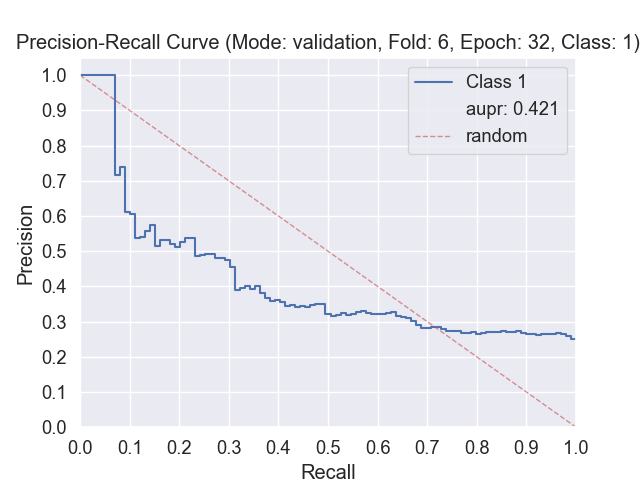 Precision-Recall Curve (Mode: validation, Fold: 6, Epoch: 32, Class: 1)
Class 1
aupr: 0.421
random
Precision
1.0
0.9
0.8
0.7
0.6
0.5
0.4
0.3
0.2
0.1
0.0
0.0 0.1 0.2 0.3 0.4 0.5 0.6 0.7 0.8 0.9 1.0
Recall